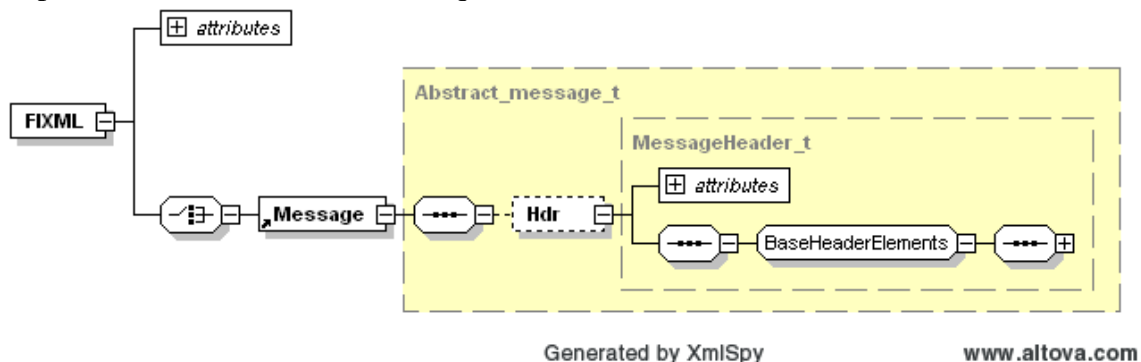 attributes
Abstract_message_t
FIXML
MessageHeader_t
attributes
Message
Hdr
BaseHeaderElements
Generated by XmlSpy
www.altova.com